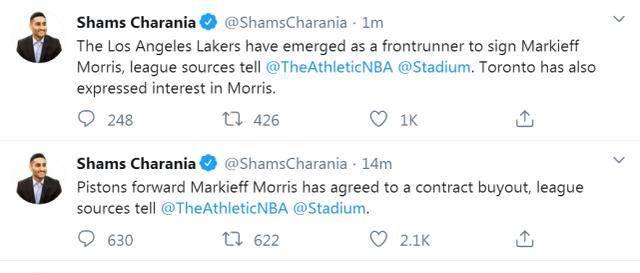 Shams Charania @ShamsCharania · 1m
The Los Angeles Lakers have emerged as a frontrunner to sign Markieff
Morris, league sources tell @TheAthleticNBA @Stadium. Toronto has also
expressed interest in Morris.
248 426 1K
Shams Charania @ShamsCharania · 14m
Pistons forward Markieff Morris has agreed to a contract buyout, league
sources tell @TheAthleticNBA @Stadium.
630 622 2.1K